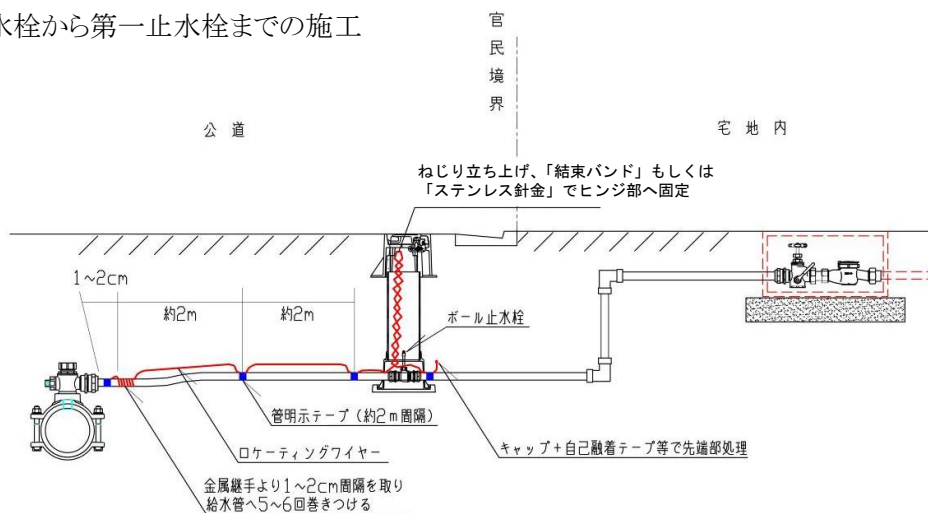 水栓から第一止水栓までの施工
官民境界
公道
宅地内
ねじり立ち上げ、「結束バンド」もしくは
「ステンレス針金」でヒンジ部へ固定
1~2cm
約2m
約2m
ボール止水栓
管明示テープ(約2m間隔)
ロケーティングワイヤー
キャップ+自己融着テープ等で先端部処理
金属継手より1~2cm間隔を取り
給水管へ5~6回巻きつける